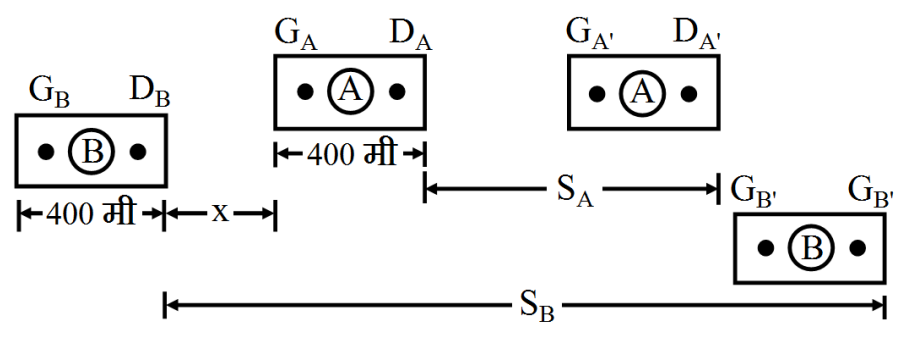 G_A D_A G_A' D_A'
G_B D_B A A
B 400 मी
400 मी x S_A G_B' G_B'
B
S_B